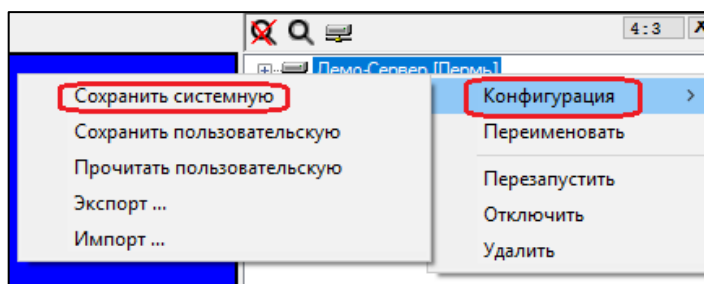 4:3
Демо-Сервер [Пермь]
Сохранить системную
Сохранить пользовательскую
Прочитать пользовательскую
Экспорт ...
Импорт ...
Конфигурация
Переименовать
Перезапустить
Отключить
Удалить